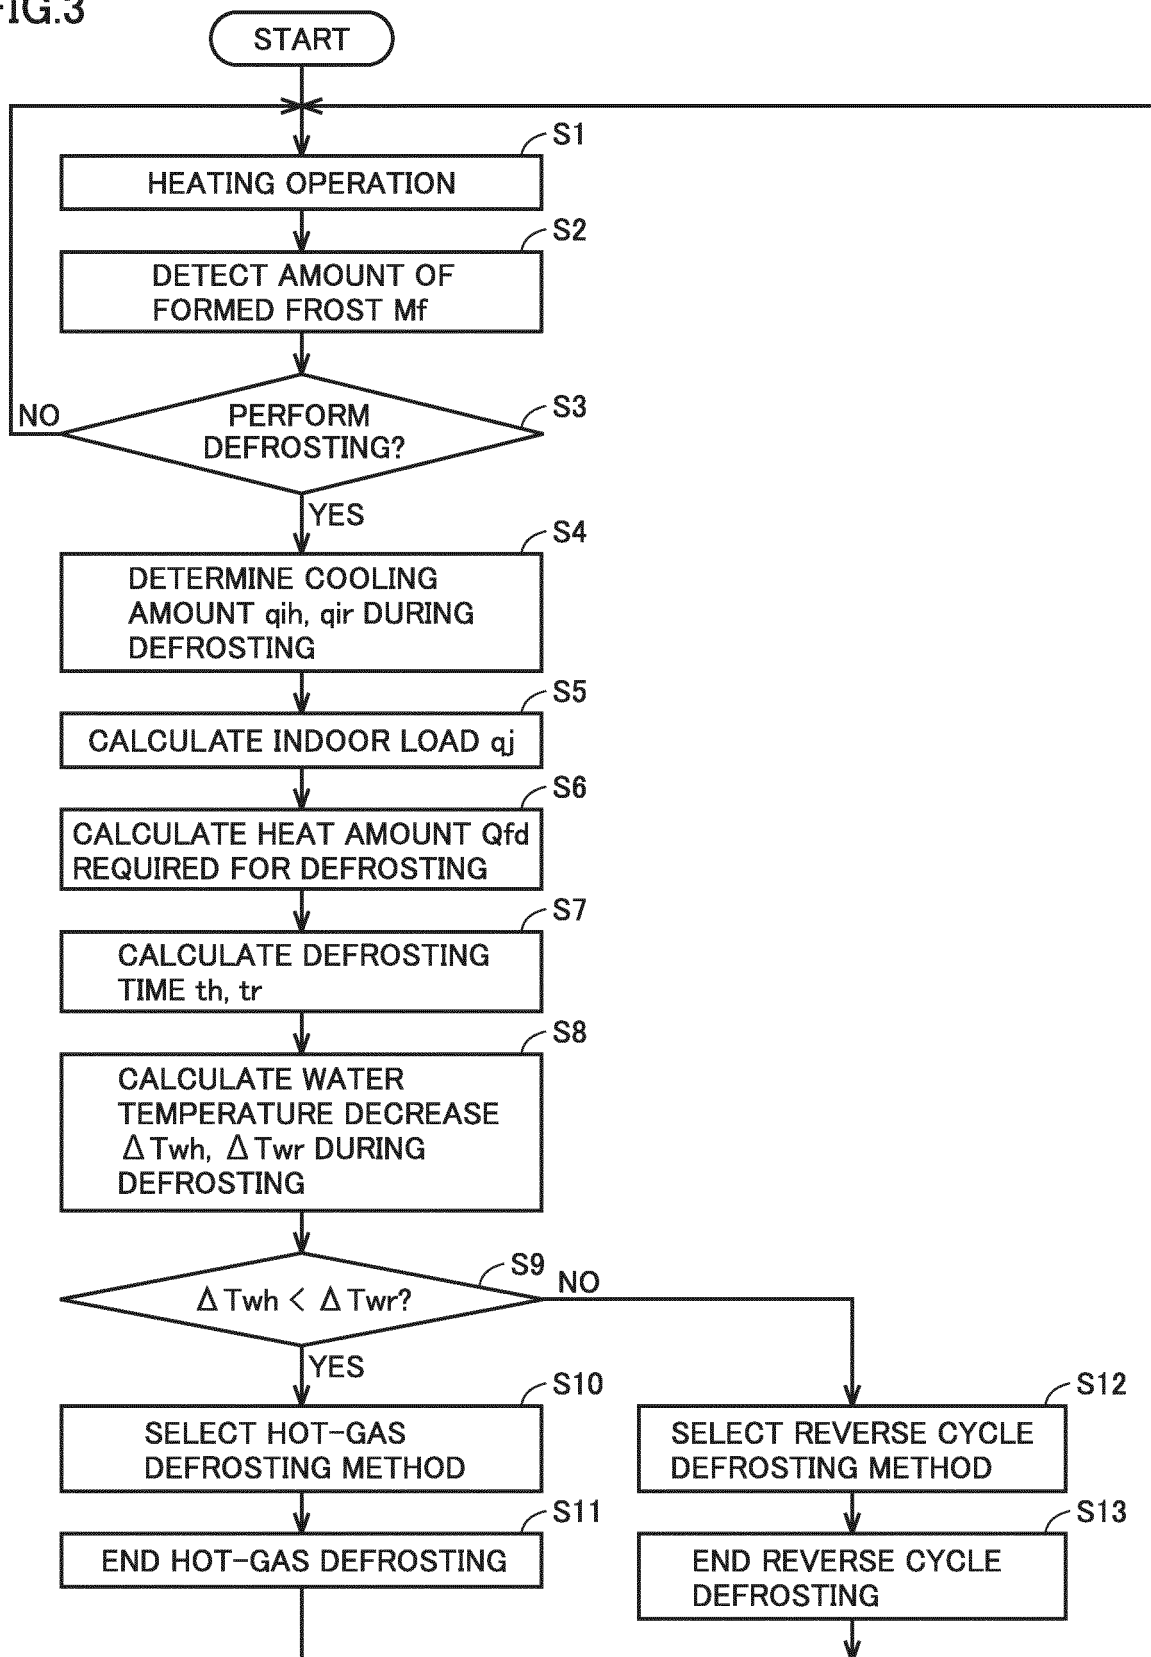 FIG.3
START
S1
HEATING OPERATION
S2
DETECT AMOUNT OF
FORMED FROST Mf
S3
PERFORM
DEFROSTING?
NO
YES
S4
DETERMINE COOLING
AMOUNT qih, qir DURING
DEFROSTING
S5
CALCULATE INDOOR LOAD qj
S6
CALCULATE HEAT AMOUNT Qfd
REQUIRED FOR DEFROSTING
S7
CALCULATE DEFROSTING
TIME th, tr
S8
CALCULATE WATER
TEMPERATURE DECREASE
ΔTwh, ΔTwr DURING
DEFROSTING
S9
ΔTwh < ΔTwr?
NO
YES
S10
SELECT HOT-GAS
DEFROSTING METHOD
S11
END HOT-GAS DEFROSTING
S12
SELECT REVERSE CYCLE
DEFROSTING METHOD
S13
END REVERSE CYCLE
DEFROSTING